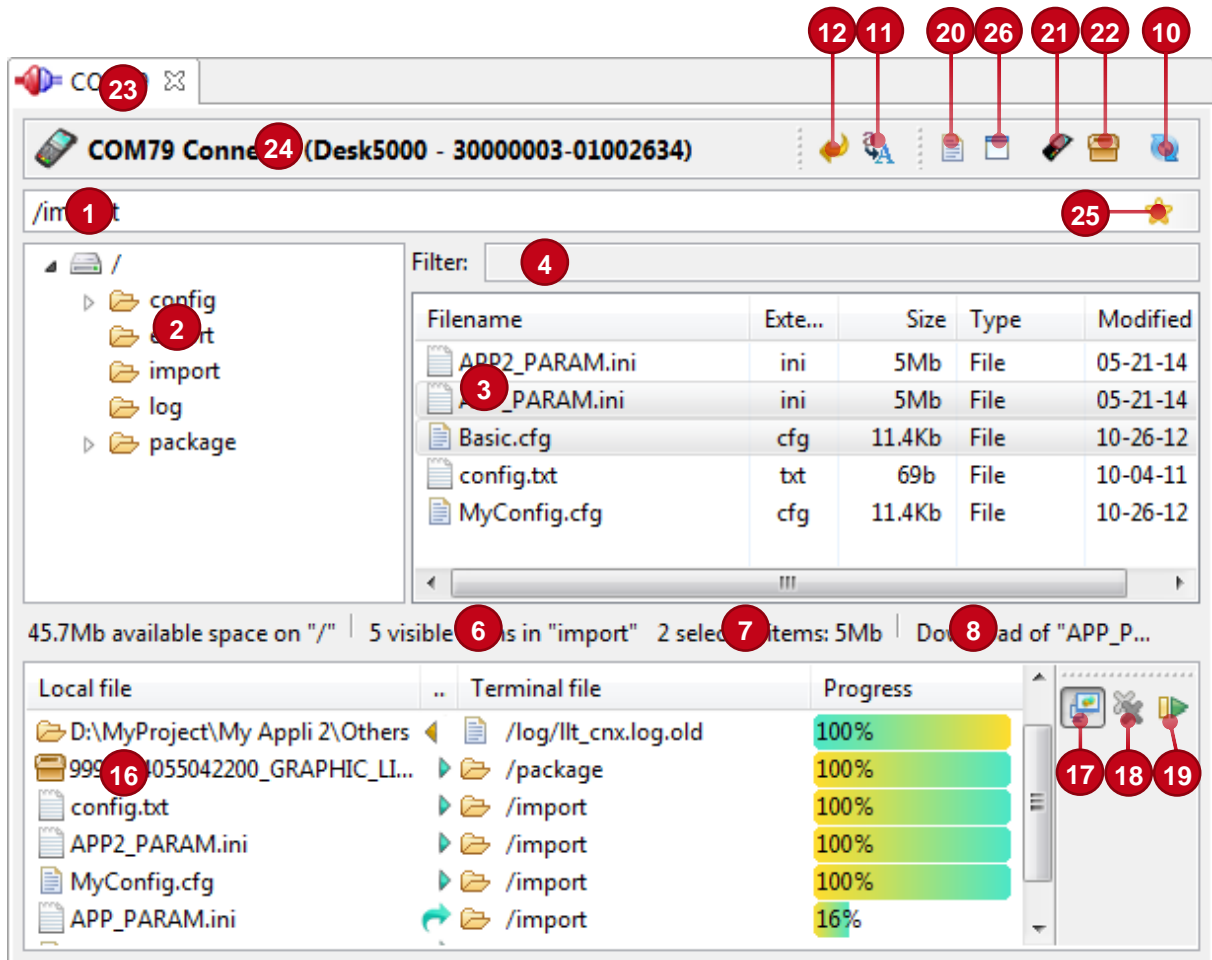 12 11 20 26 21 22 10
CO 23
COM79 Conne 24 (Desk5000 - 30000003-01002634)
/im 1 t 25
/
config
2 rt
import
log
package
Filter: 4
Filename Exte... Size Type Modified
APP2_PARAM.ini ini 5Mb File 05-21-14
3 _PARAM.ini ini 5Mb File 05-21-14
Basic.cfg cfg 11.4Kb File 10-26-12
config.txt txt 69b File 10-04-11
MyConfig.cfg cfg 11.4Kb File 10-26-12
45.7Mb available space on "/" 5 visible 6 s in "import" 2 selec 7 items: 5Mb Dow 8 ad of "APP_P...
Local file .. Terminal file Progress
D:\MyProject\My Appli 2\Others /log/llt_cnx.log.old 100%
999 16 4055042200_GRAPHIC_LI... /package 100%
config.txt /import 100%
APP2_PARAM.ini /import 100%
MyConfig.cfg /import 100%
APP_PARAM.ini /import 16%
17 18 19